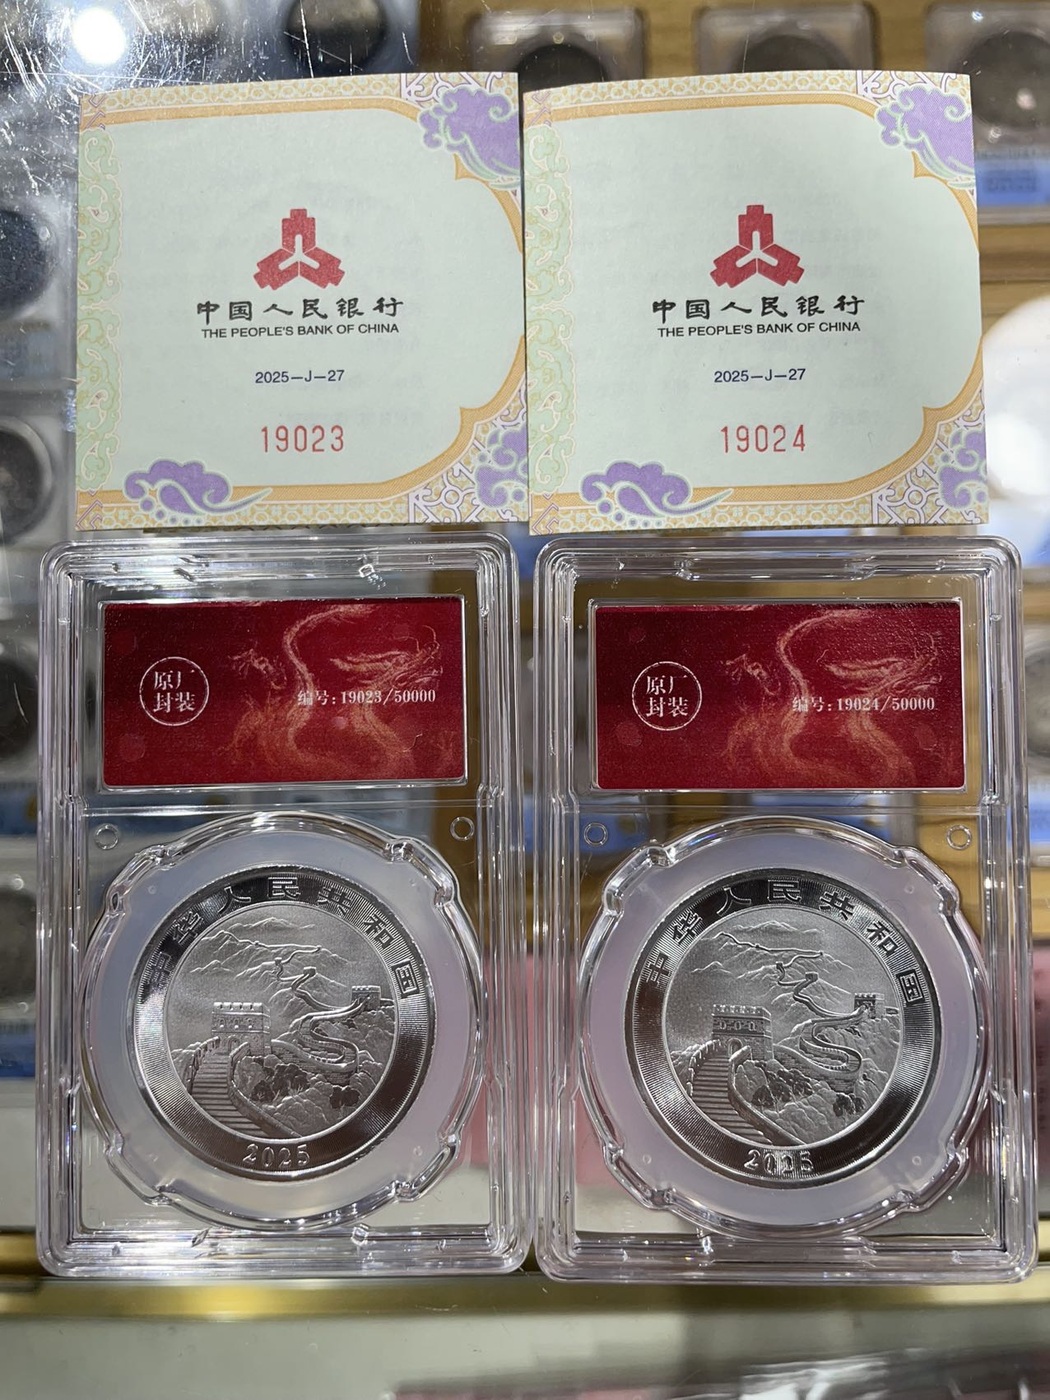 中国人民银行
THE PEOPLE'S BANK OF CHINA
2025-J-27
19023
中国人民银行
THE PEOPLE'S BANK OF CHINA
2025-J-27
19024
原厂
封装
编号:19023/50000
原厂
封装
编号:19024/50000
中华人民共和国
2025
中华人民共和国
2025